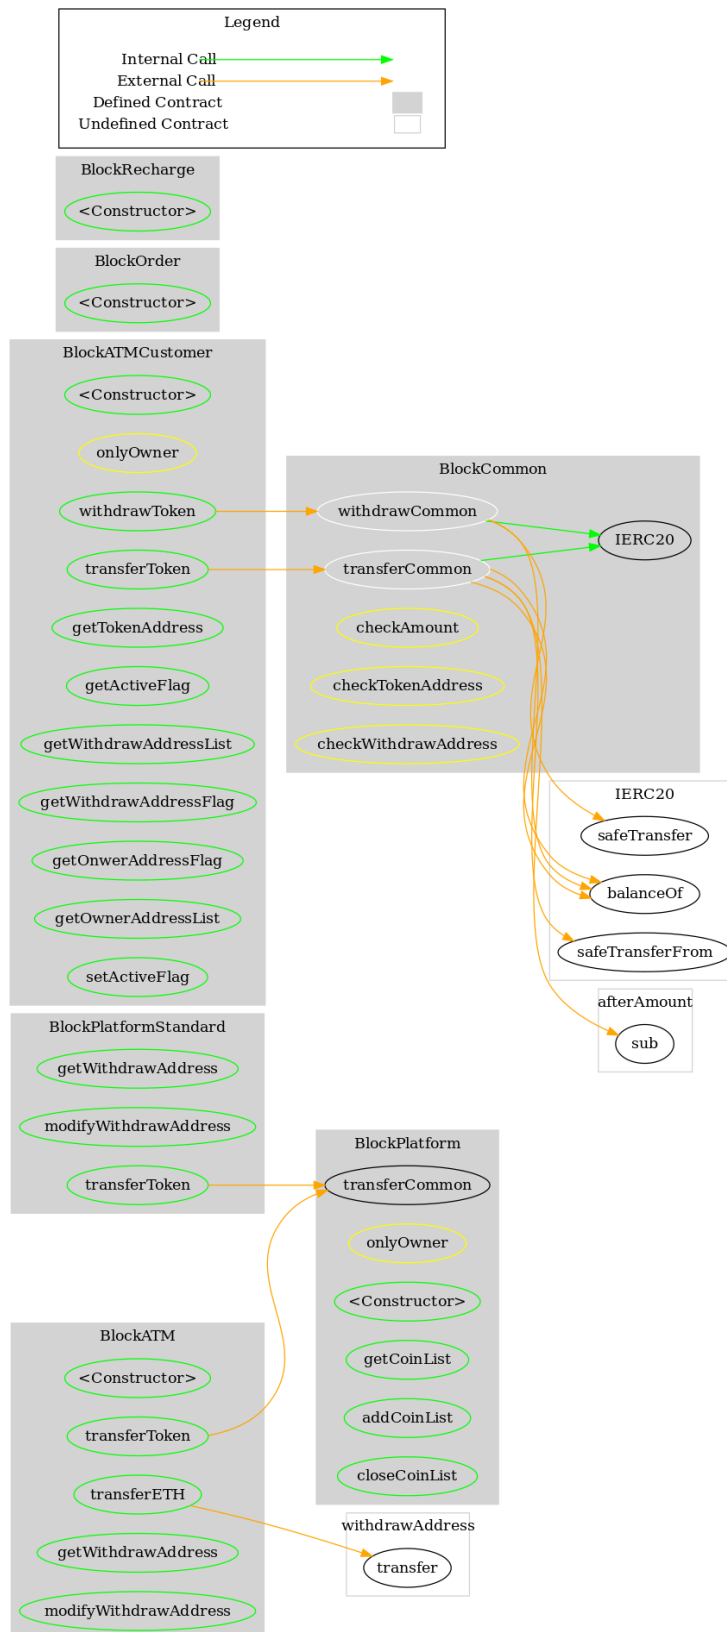 Legend
Internal Call
External Call
Defined Contract
Undefined Contract
BlockRecharge
<Constructor>
BlockOrder
<Constructor>
BlockATMCustomer
<Constructor>
onlyOwner
withdrawToken
transferToken
getTokenAddress
getActiveFlag
getWithdrawAddressList
getWithdrawAddressFlag
getOnwerAddressFlag
getOwnerAddressList
setActiveFlag
BlockCommon
withdrawCommon
IERC20
transferCommon
checkAmount
checkTokenAddress
checkWithdrawAddress
IERC20
safeTransfer
balanceOf
safeTransferFrom
afterAmount
sub
BlockPlatformStandard
getWithdrawAddress
modifyWithdrawAddress
transferToken
BlockPlatform
transferCommon
onlyOwner
<Constructor>
getCoinList
addCoinList
closeCoinList
BlockATM
<Constructor>
transferToken
transferETH
getWithdrawAddress
modifyWithdrawAddress
withdrawAddress
transfer